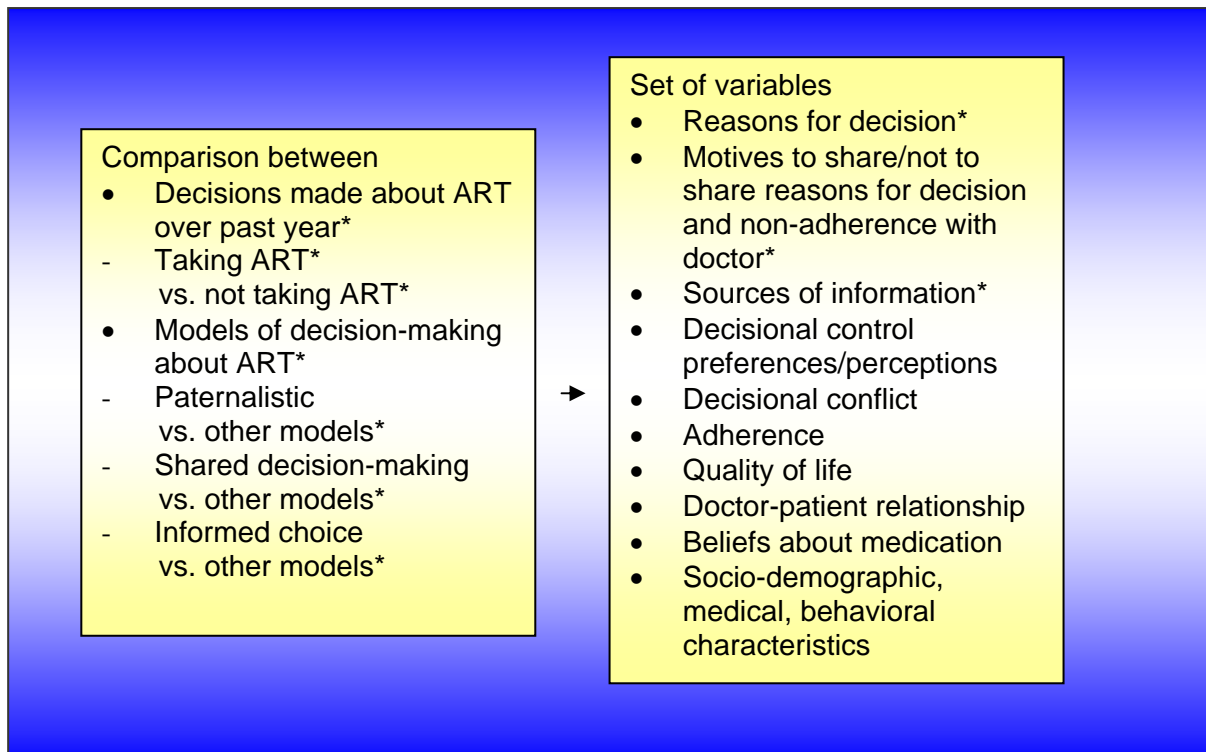 Comparison between
• Decisions made about ART
over past year*
- Taking ART*
vs. not taking ART*
• Models of decision-making
about ART*
- Paternalistic
vs. other models*
- Shared decision-making
vs. other models*
- Informed choice
vs. other models*
Set of variables
• Reasons for decision*
• Motives to share/not to
share reasons for decision
and non-adherence with
doctor*
• Sources of information*
• Decisional control
preferences/perceptions
• Decisional conflict
• Adherence
• Quality of life
• Doctor-patient relationship
• Beliefs about medication
• Socio-demographic,
medical, behavioral
characteristics